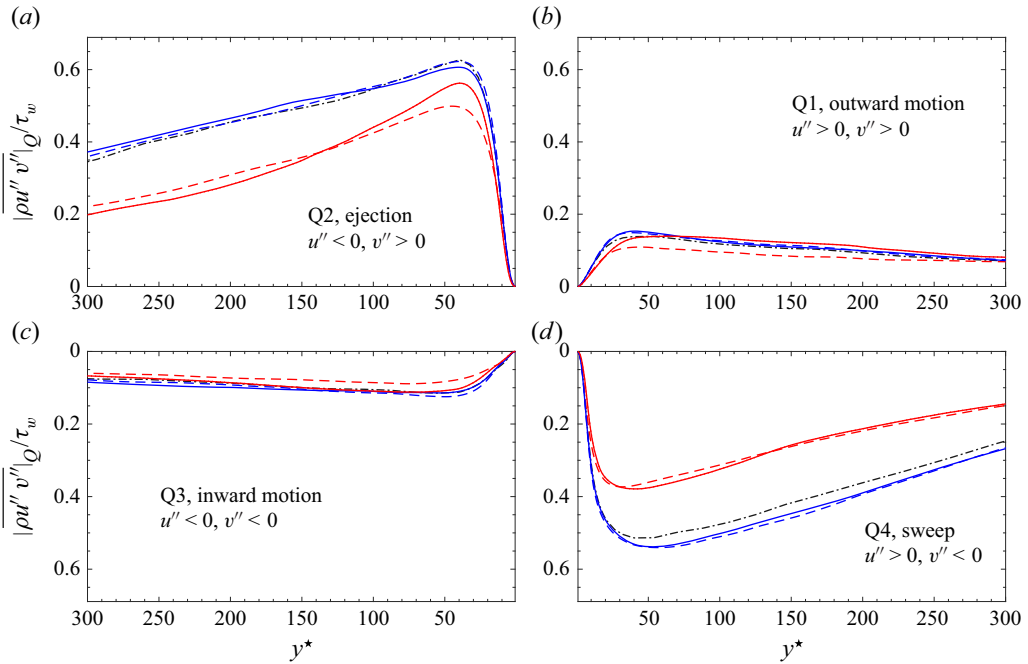 (a)
(b)
|ρu″ v″|Q/τw
0.6
0.4
0.2
0
Q2, ejection
u″ < 0, v″ > 0
300
250
200
150
100
50
0.6
0.4
0.2
0
Q1, outward motion
u″ > 0, v″ > 0
50
100
150
200
250
300
(c)
(d)
|ρu″ v″|Q/τw
0
0.2
0.4
0.6
Q3, inward motion
u″ < 0, v″ < 0
300
250
200
150
100
50
y★
0
0.2
0.4
0.6
Q4, sweep
u″ > 0, v″ < 0
50
100
150
200
250
300
y★